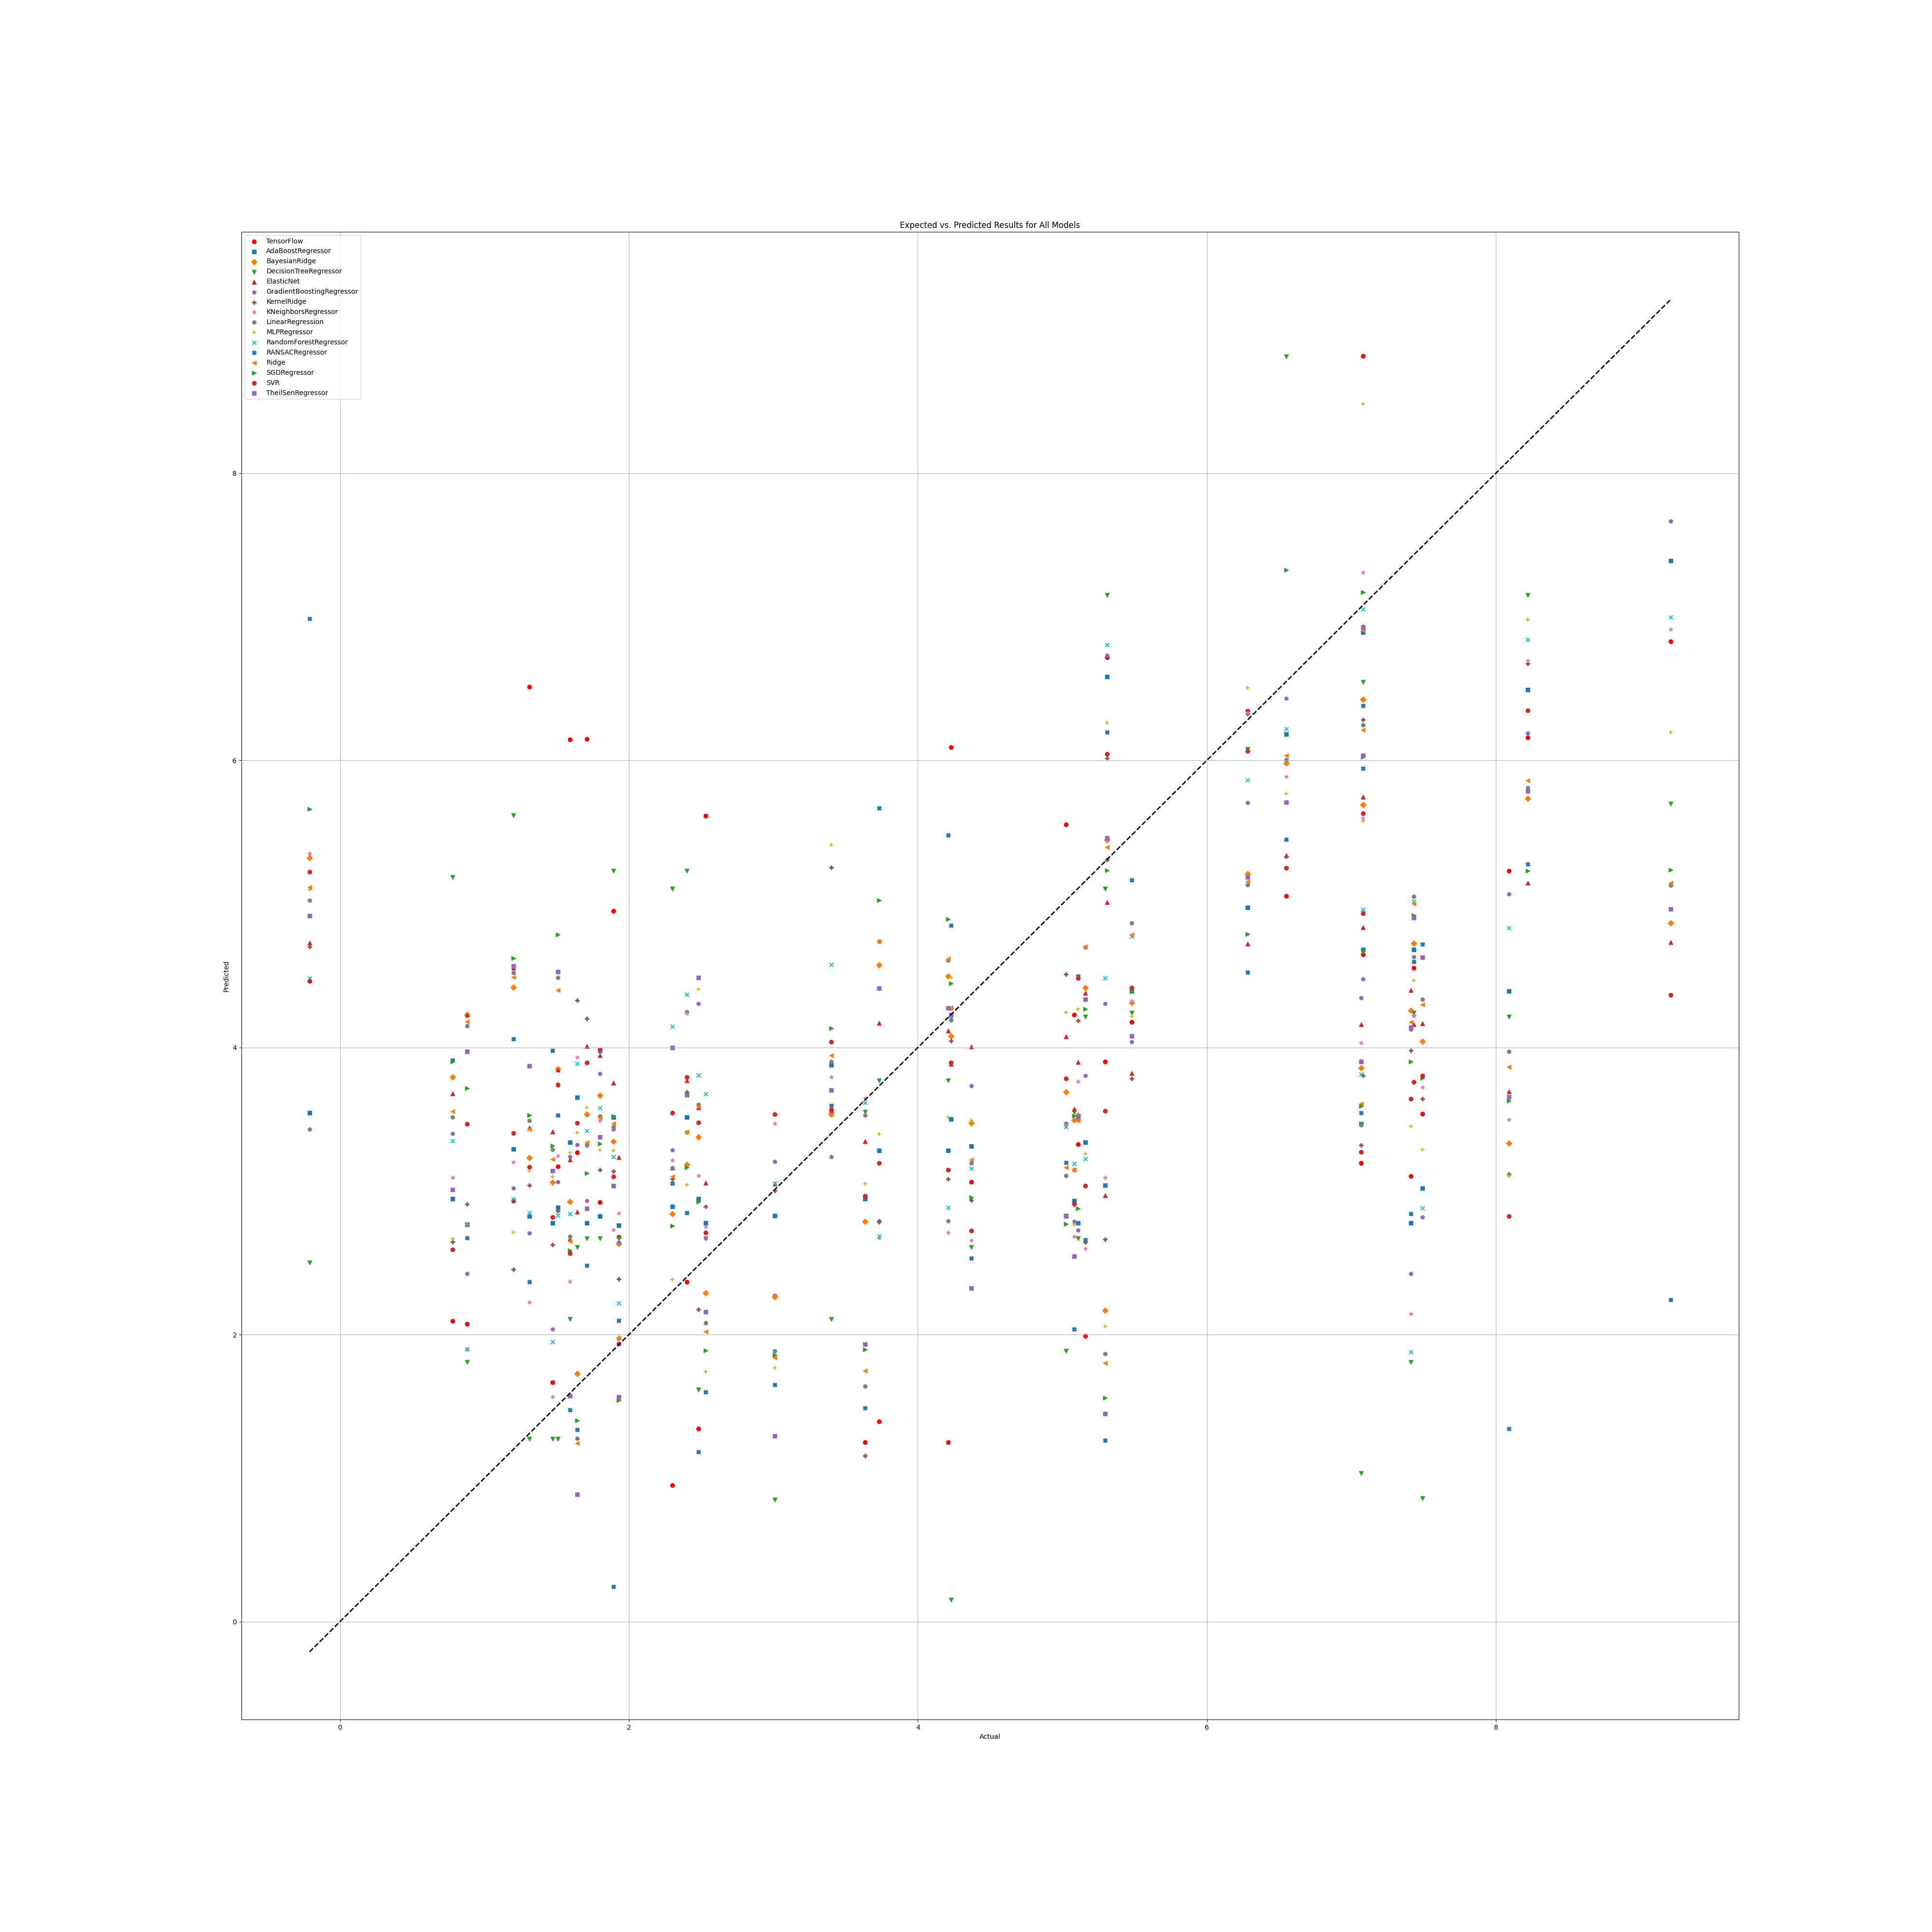 Expected vs. Predicted Results for All Models
TensorFlow
AdaBoostRegressor
BayesianRidge
DecisionTreeRegressor
ElasticNet
GradientBoostingRegressor
KernelRidge
KNeighborsRegressor
LinearRegression
MLPRegressor
RandomForestRegressor
RANSACRegressor
Ridge
SGDRegressor
SVR
TheilSenRegressor
8
6
4
2
0
Predicted
0 2 4 6 8
Actual